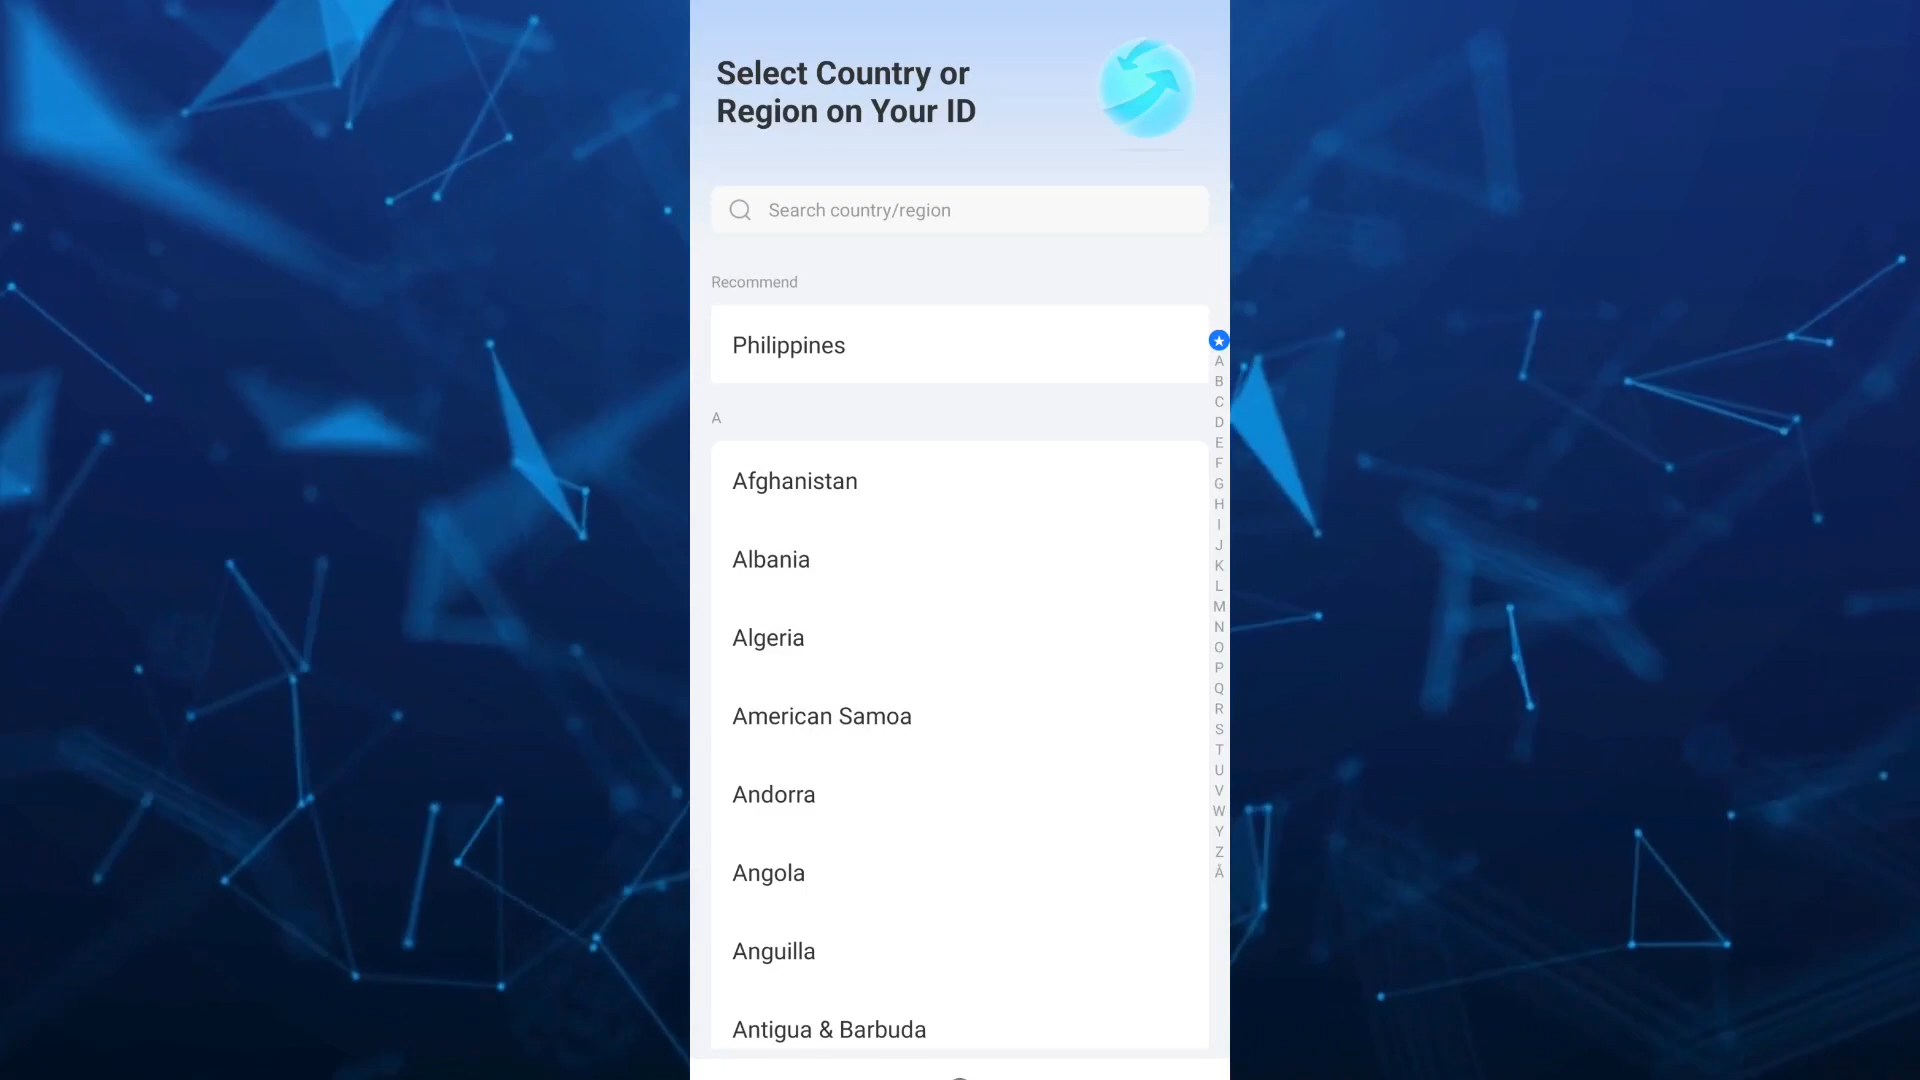 Select Country or
Region on Your ID
Search country/region
Recommend
Philippines
A
Afghanistan
Albania
Algeria
American Samoa
Andorra
Angola
Anguilla
Antigua & Barbuda
A
B
C
D
E
F
G
H
I
J
K
L
M
N
O
P
Q
R
S
T
U
V
W
Y
Z
Å